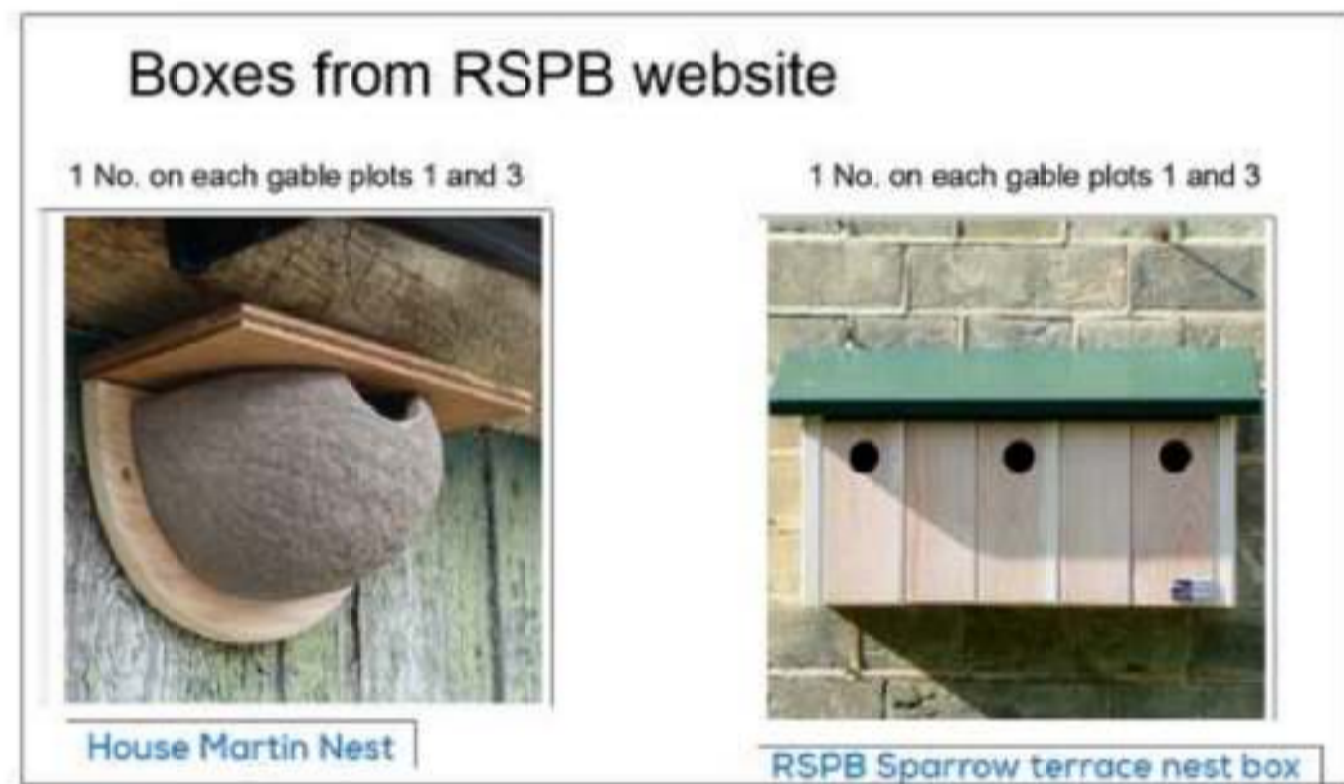 Boxes from RSPB website
1 No. on each gable plots 1 and 3
1 No. on each gable plots 1 and 3
House Martin Nest
RSPB Sparrow terrace nest box